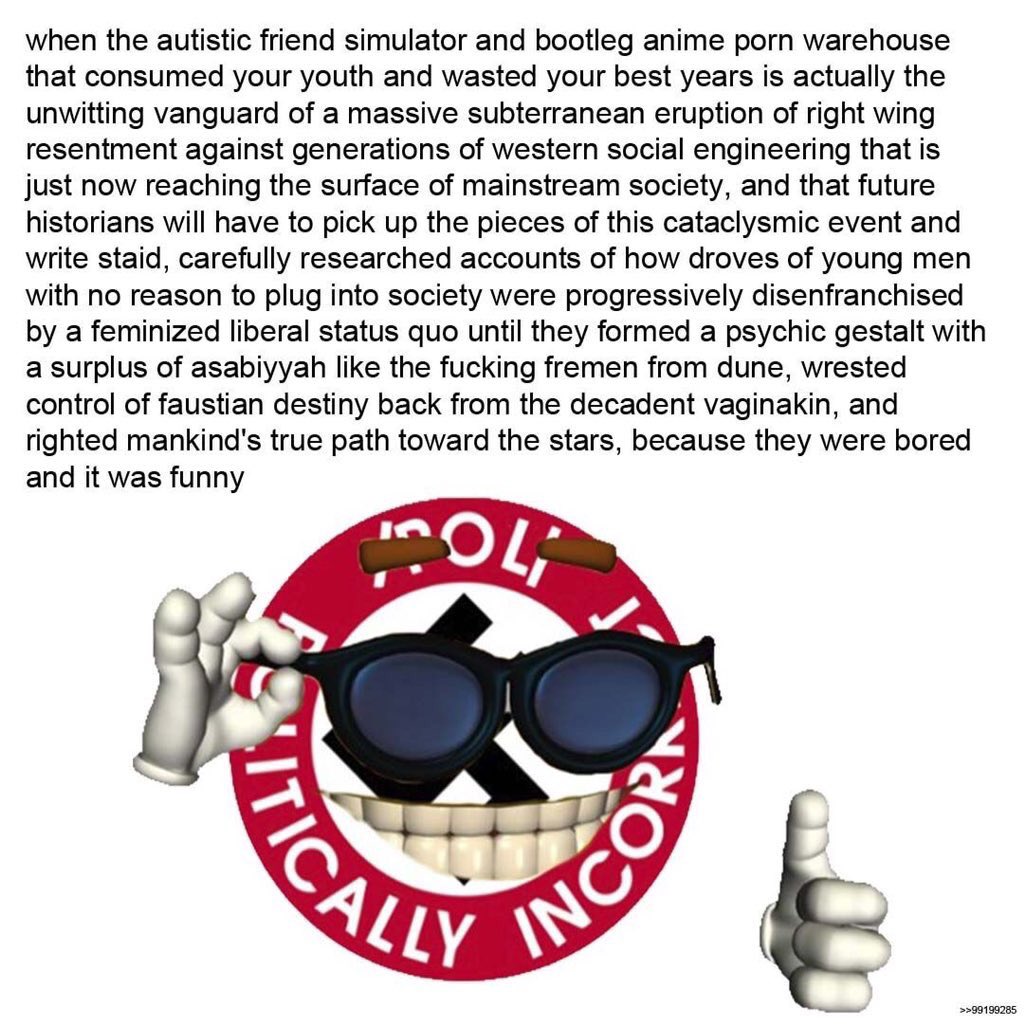 when the autistic friend simulator and bootleg anime porn warehouse
that consumed your youth and wasted your best years is actually the
unwitting vanguard of a massive subterranean eruption of right wing
resentment against generations of western social engineering that is
just now reaching the surface of mainstream society, and that future
historians will have to pick up the pieces of this cataclysmic event and
write staid, carefully researched accounts of how droves of young men
with no reason to plug into society were progressively disenfranchised
by a feminized liberal status quo until they formed a psychic gestalt with
a surplus of asabiyyah like the fucking fremen from dune, wrested
control of faustian destiny back from the decadent vaginakin, and
righted mankind's true path toward the stars, because they were bored
and it was funny
/POL/
ITICALLY INCORR
>>99199285